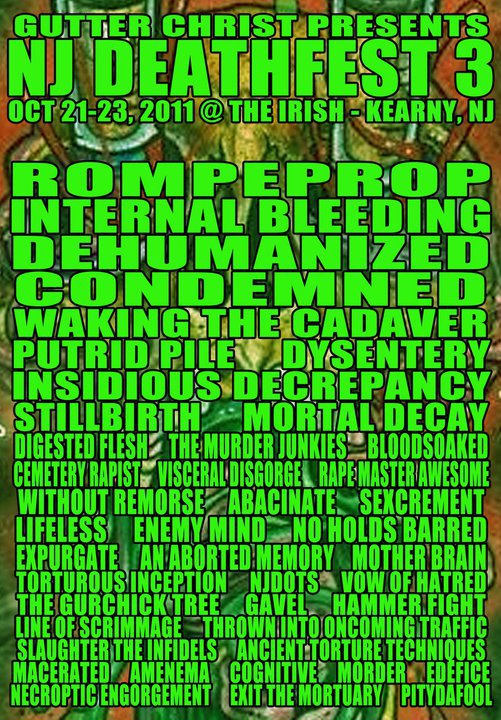 GUTTER CHRIST PRESENTS
NJ DEATHFEST 3
OCT 21-23, 2011 @ THE IRISH - KEARNY, NJ
ROMPEPROP
INTERNAL BLEEDING
DEHUMANIZED
CONDEMNED
WAKING THE CADAVER
PUTRID PILE DYSENTERY
INSIDIOUS DECREPANCY
STILLBIRTH MORTAL DECAY
DIGESTED FLESH THE MURDER JUNKIES BLOODSOAKED
CEMETERY RAPIST VISCERAL DISGORGE RAPE MASTER AWESOME
WITHOUT REMORSE ABACINATE SEXCREMENT
LIFELESS ENEMY MIND NO HOLDS BARRED
EXPURGATE AN ABORTED MEMORY MOTHER BRAIN
TORTUROUS INCEPTION NJDOTS VOW OF HATRED
THE GURCHICK TREE GAVEL HAMMER FIGHT
LINE OF SCRIMMAGE THROWN INTO ONCOMING TRAFFIC
SLAUGHTER THE INFIDELS ANCIENT TORTURE TECHNIQUES
MACERATED AMENEMA COGNITIVE MORDER EDEFICE
NECROPTIC ENGORGEMENT EXIT THE MORTUARY PITYDAFOOL